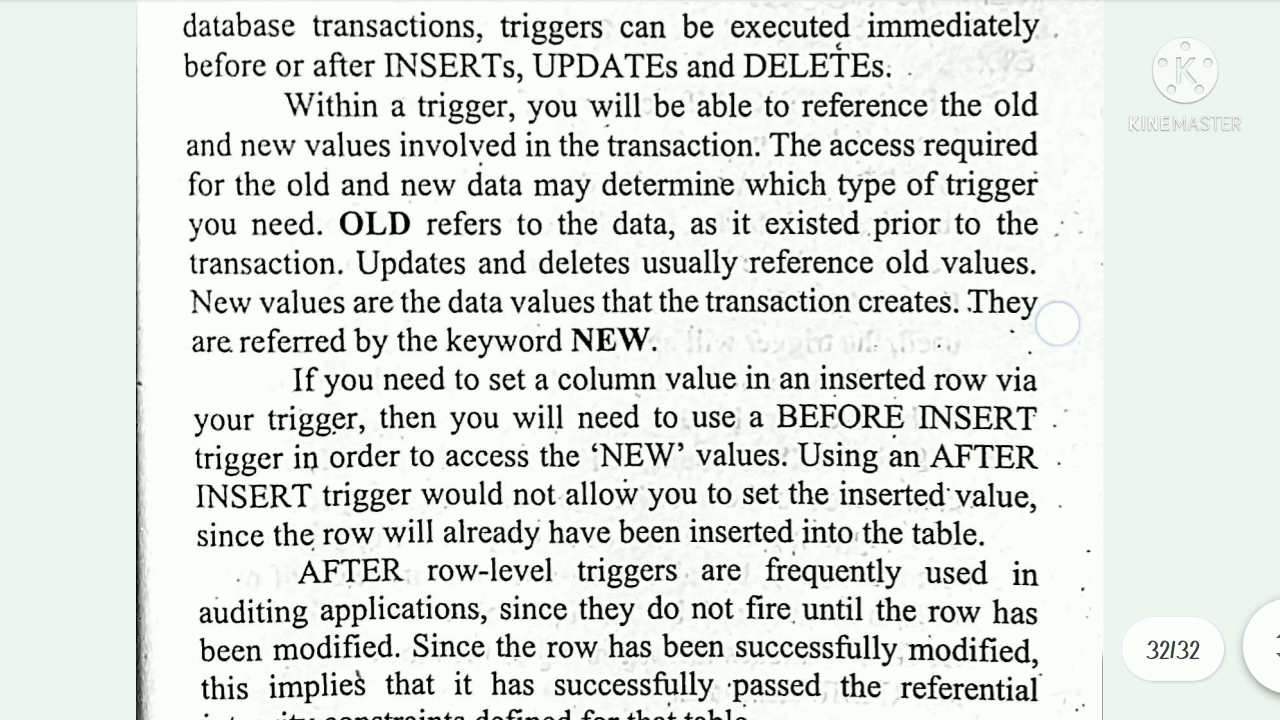 database transactions, triggers can be executed immediately
before or after INSERTs, UPDATEs and DELETEs.
Within a trigger, you will be able to reference the old
and new values involved in the transaction. The access required
for the old and new data may determine which type of trigger
you need. OLD refers to the data, as it existed prior to the
transaction. Updates and deletes usually reference old values.
New values are the data values that the transaction creates. They
are referred by the keyword NEW.
If you need to set a column value in an inserted row via
your trigger, then you will need to use a BEFORE INSERT
trigger in order to access the ‘NEW’ values. Using an AFTER
INSERT trigger would not allow you to set the inserted value,
since the row will already have been inserted into the table.
AFTER row-level triggers are frequently used in
auditing applications, since they do not fire until the row has
been modified. Since the row has been successfully modified,
this implies that it has successfully passed the referential
constraints defined for that table
K
KINEMASTER
32/32